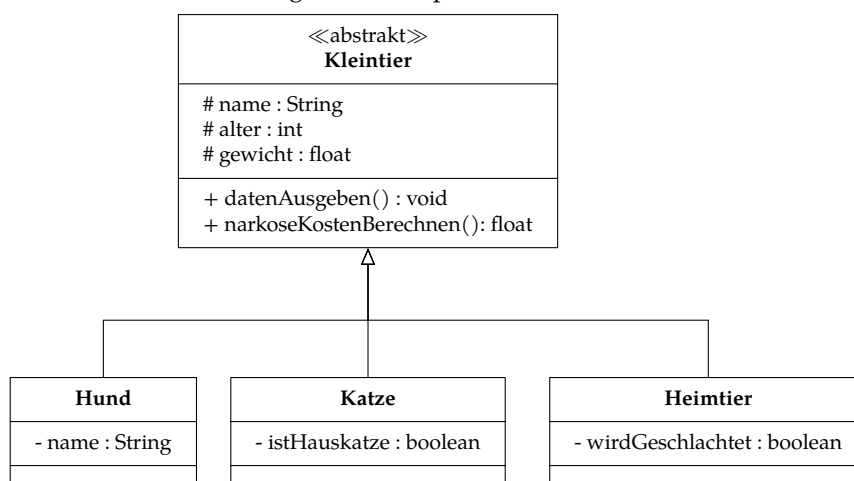 ≪abstrakt≫
Kleintier
# name : String
# alter : int
# gewicht : float
+ datenAusgeben() : void
+ narkoseKostenBerechnen(): float
Hund
- name : String
Katze
- istHauskatze : boolean
Heimtier
- wirdGeschlachtet : boolean